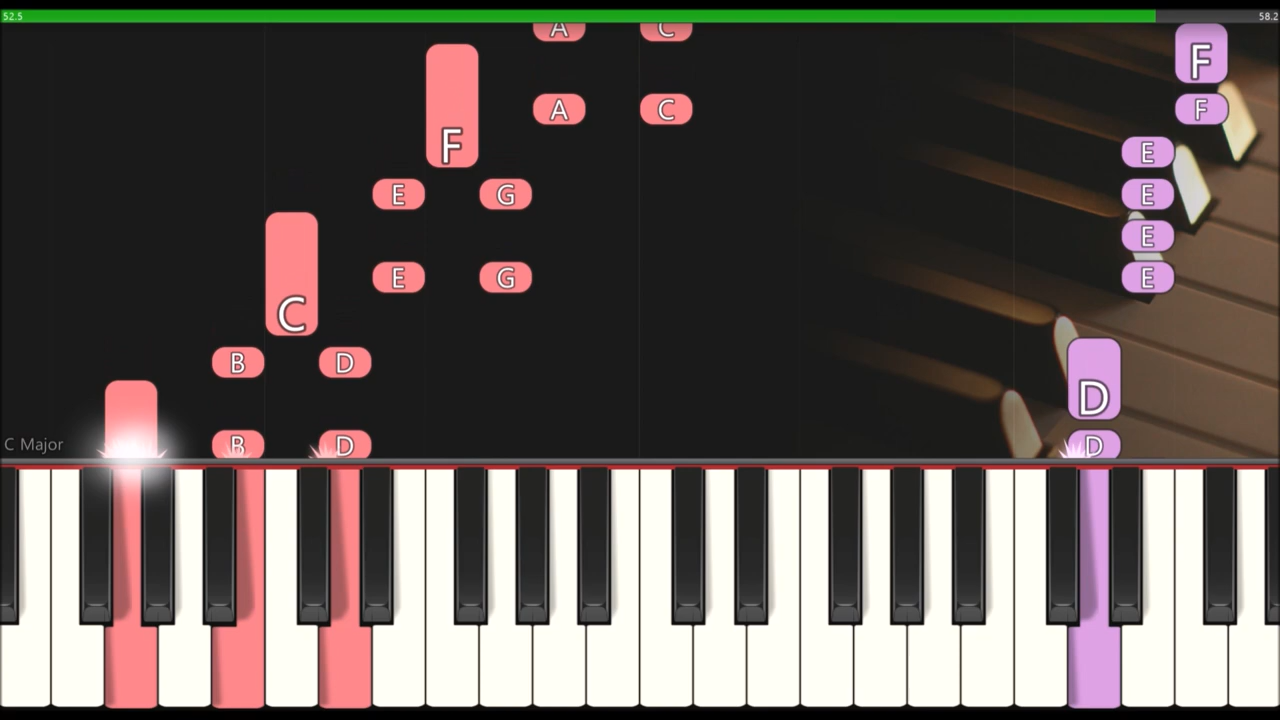 52.5 58.2
A C
F F
A C F
E
E G E
E
E G E
C
B D
D
C Major B D D